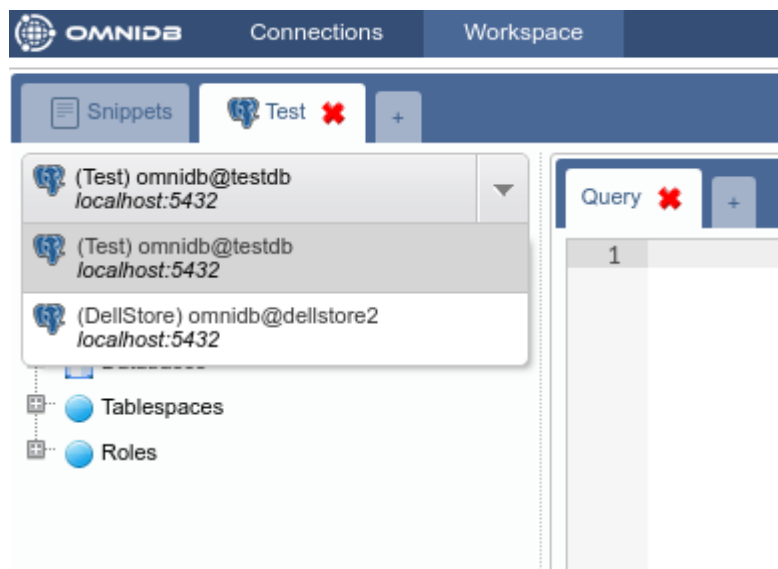 OMNIDB Connections Workspace
Snippets Test +
(Test) omnidb@testdb
localhost:5432
(Test) omnidb@testdb
localhost:5432
(DellStore) omnidb@dellstore2
localhost:5432
Tablespaces
Roles
Query +
1